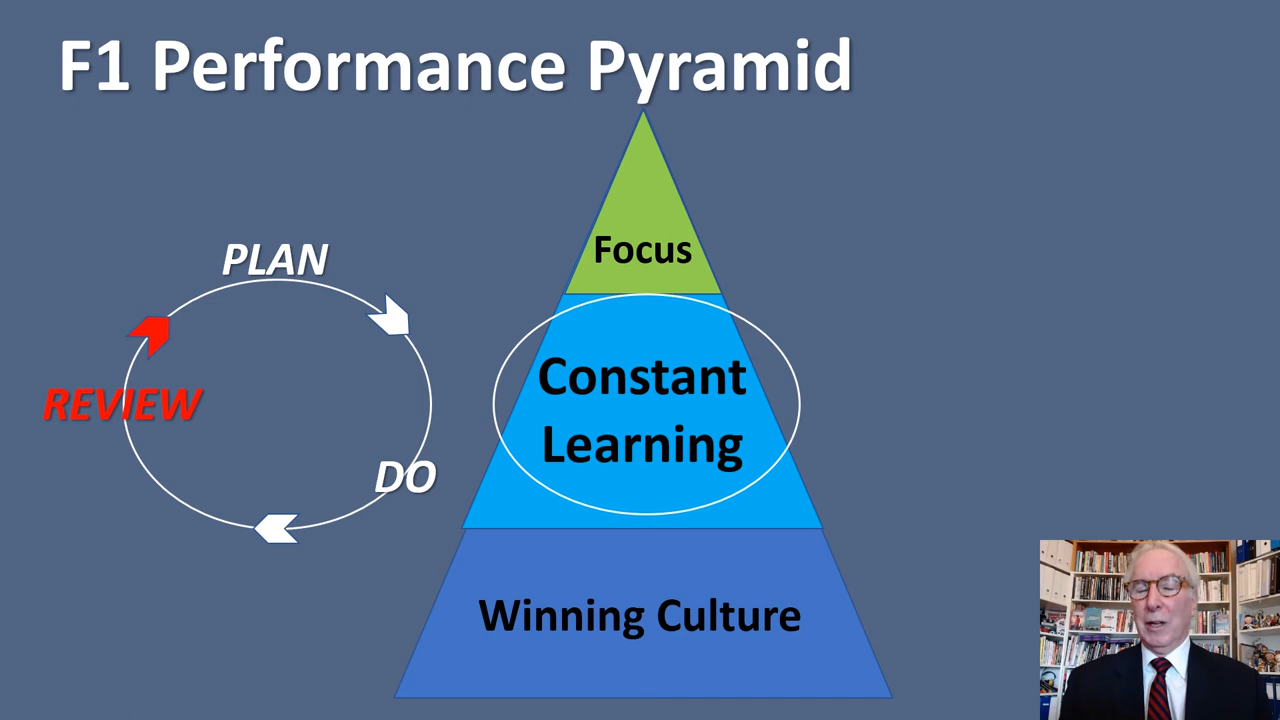 F1 Performance Pyramid
Focus
PLAN
REVIEW
DO
Constant
Learning
Winning Culture